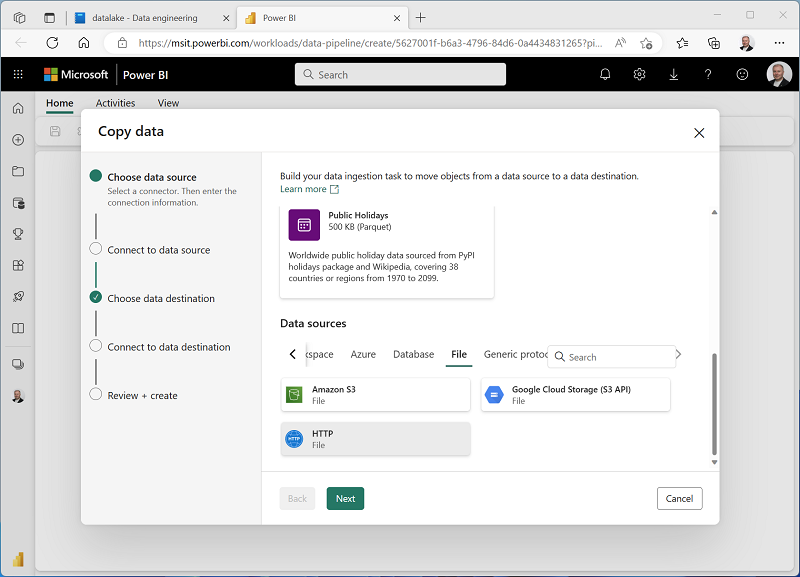 datalake - Data engineering
Power BI
https://msit.powerbi.com/workloads/data-pipeline/create/5627001f-b6a3-4796-84d6-0a4434831265?pi...
Microsoft
Power BI
Search
Home
Activities
View
Copy data
Choose data source
Select a connector. Then enter the
connection information.
Connect to data source
Choose data destination
Connect to data destination
Review + create
Build your data ingestion task to move objects from a data source to a data destination.
Learn more
Public Holidays
500 KB (Parquet)
Worldwide public holiday data sourced from PyPI
holidays package and Wikipedia, covering 38
countries or regions from 1970 to 2099.
Data sources
kspace
Azure
Database
File
Generic protoc
Search
Amazon S3
File
Google Cloud Storage (S3 API)
File
HTTP
HTTP
File
Back
Next
Cancel